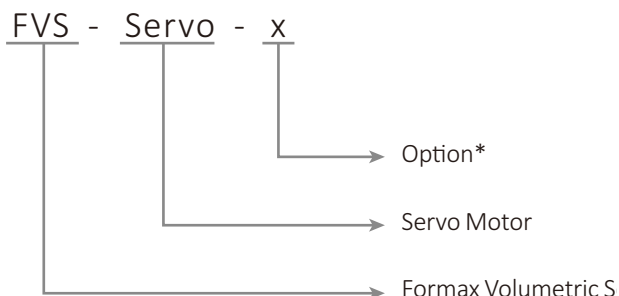 FVS - Servo - x
Option*
Servo Motor
Formax Volumetric